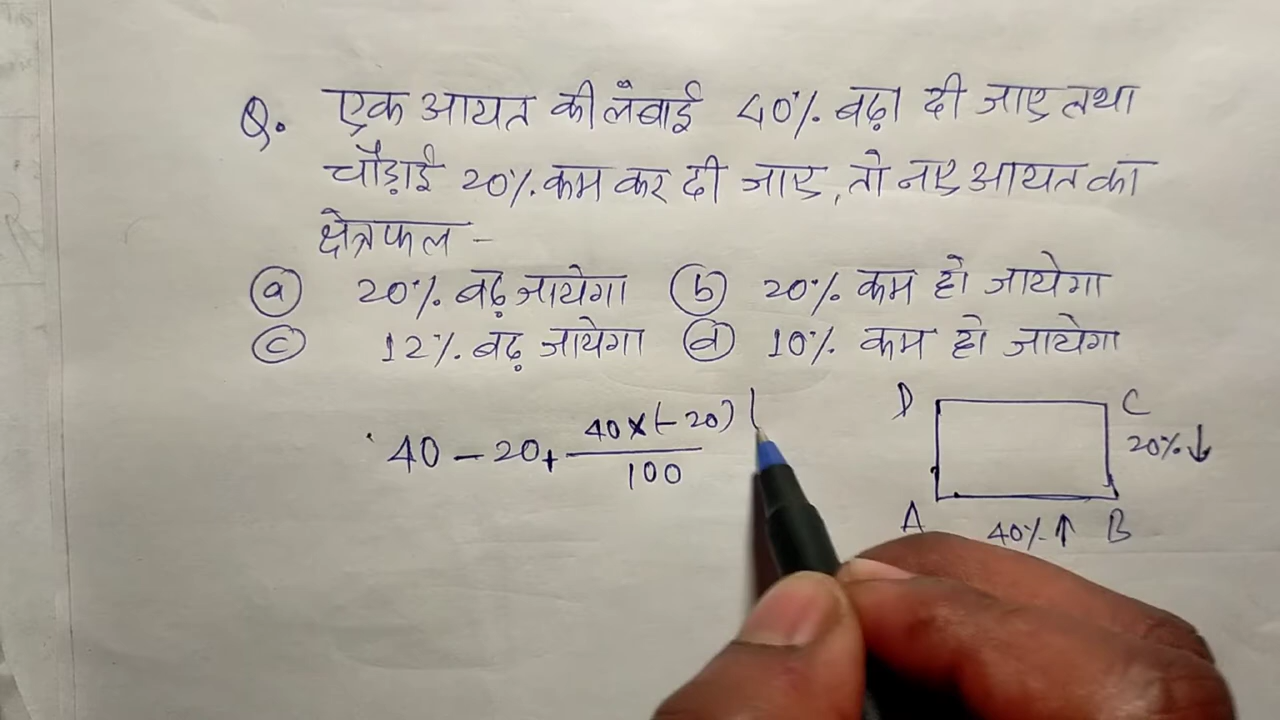 Q. एक आयत की लंबाई 40% बढ़ा दी जाए तथा
चौड़ाई 20% कम कर दी जाए, तो नए आयत का
क्षेत्रफल -
(a) 20% बढ़ जायेगा (b) 20% कम हो जायेगा
(c) 12% बढ़ जायेगा (d) 10% कम हो जायेगा
40 - 20 + 40×(-20)/100
D C
20% ↓
A 40% ↑ B